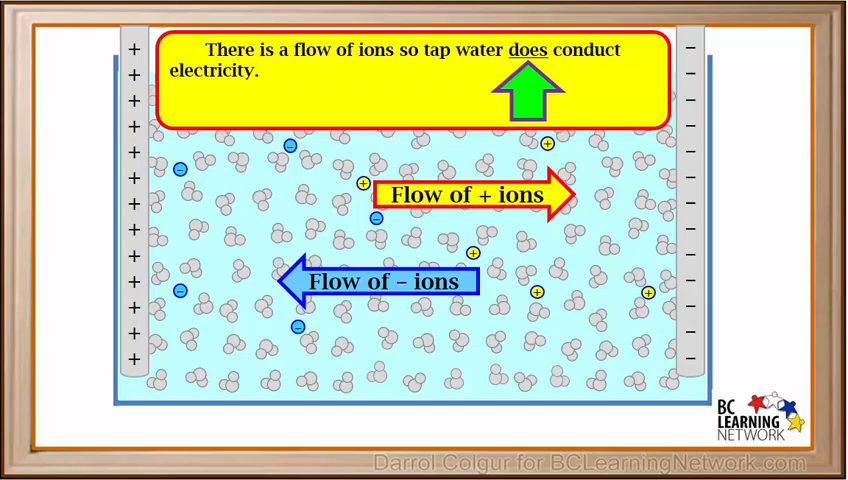 There is a flow of ions so tap water does conduct
electricity.
Flow of + ions
Flow of – ions
BC
LEARNING
NETWORK
Darrol Colgur for BCLearningNetwork.com